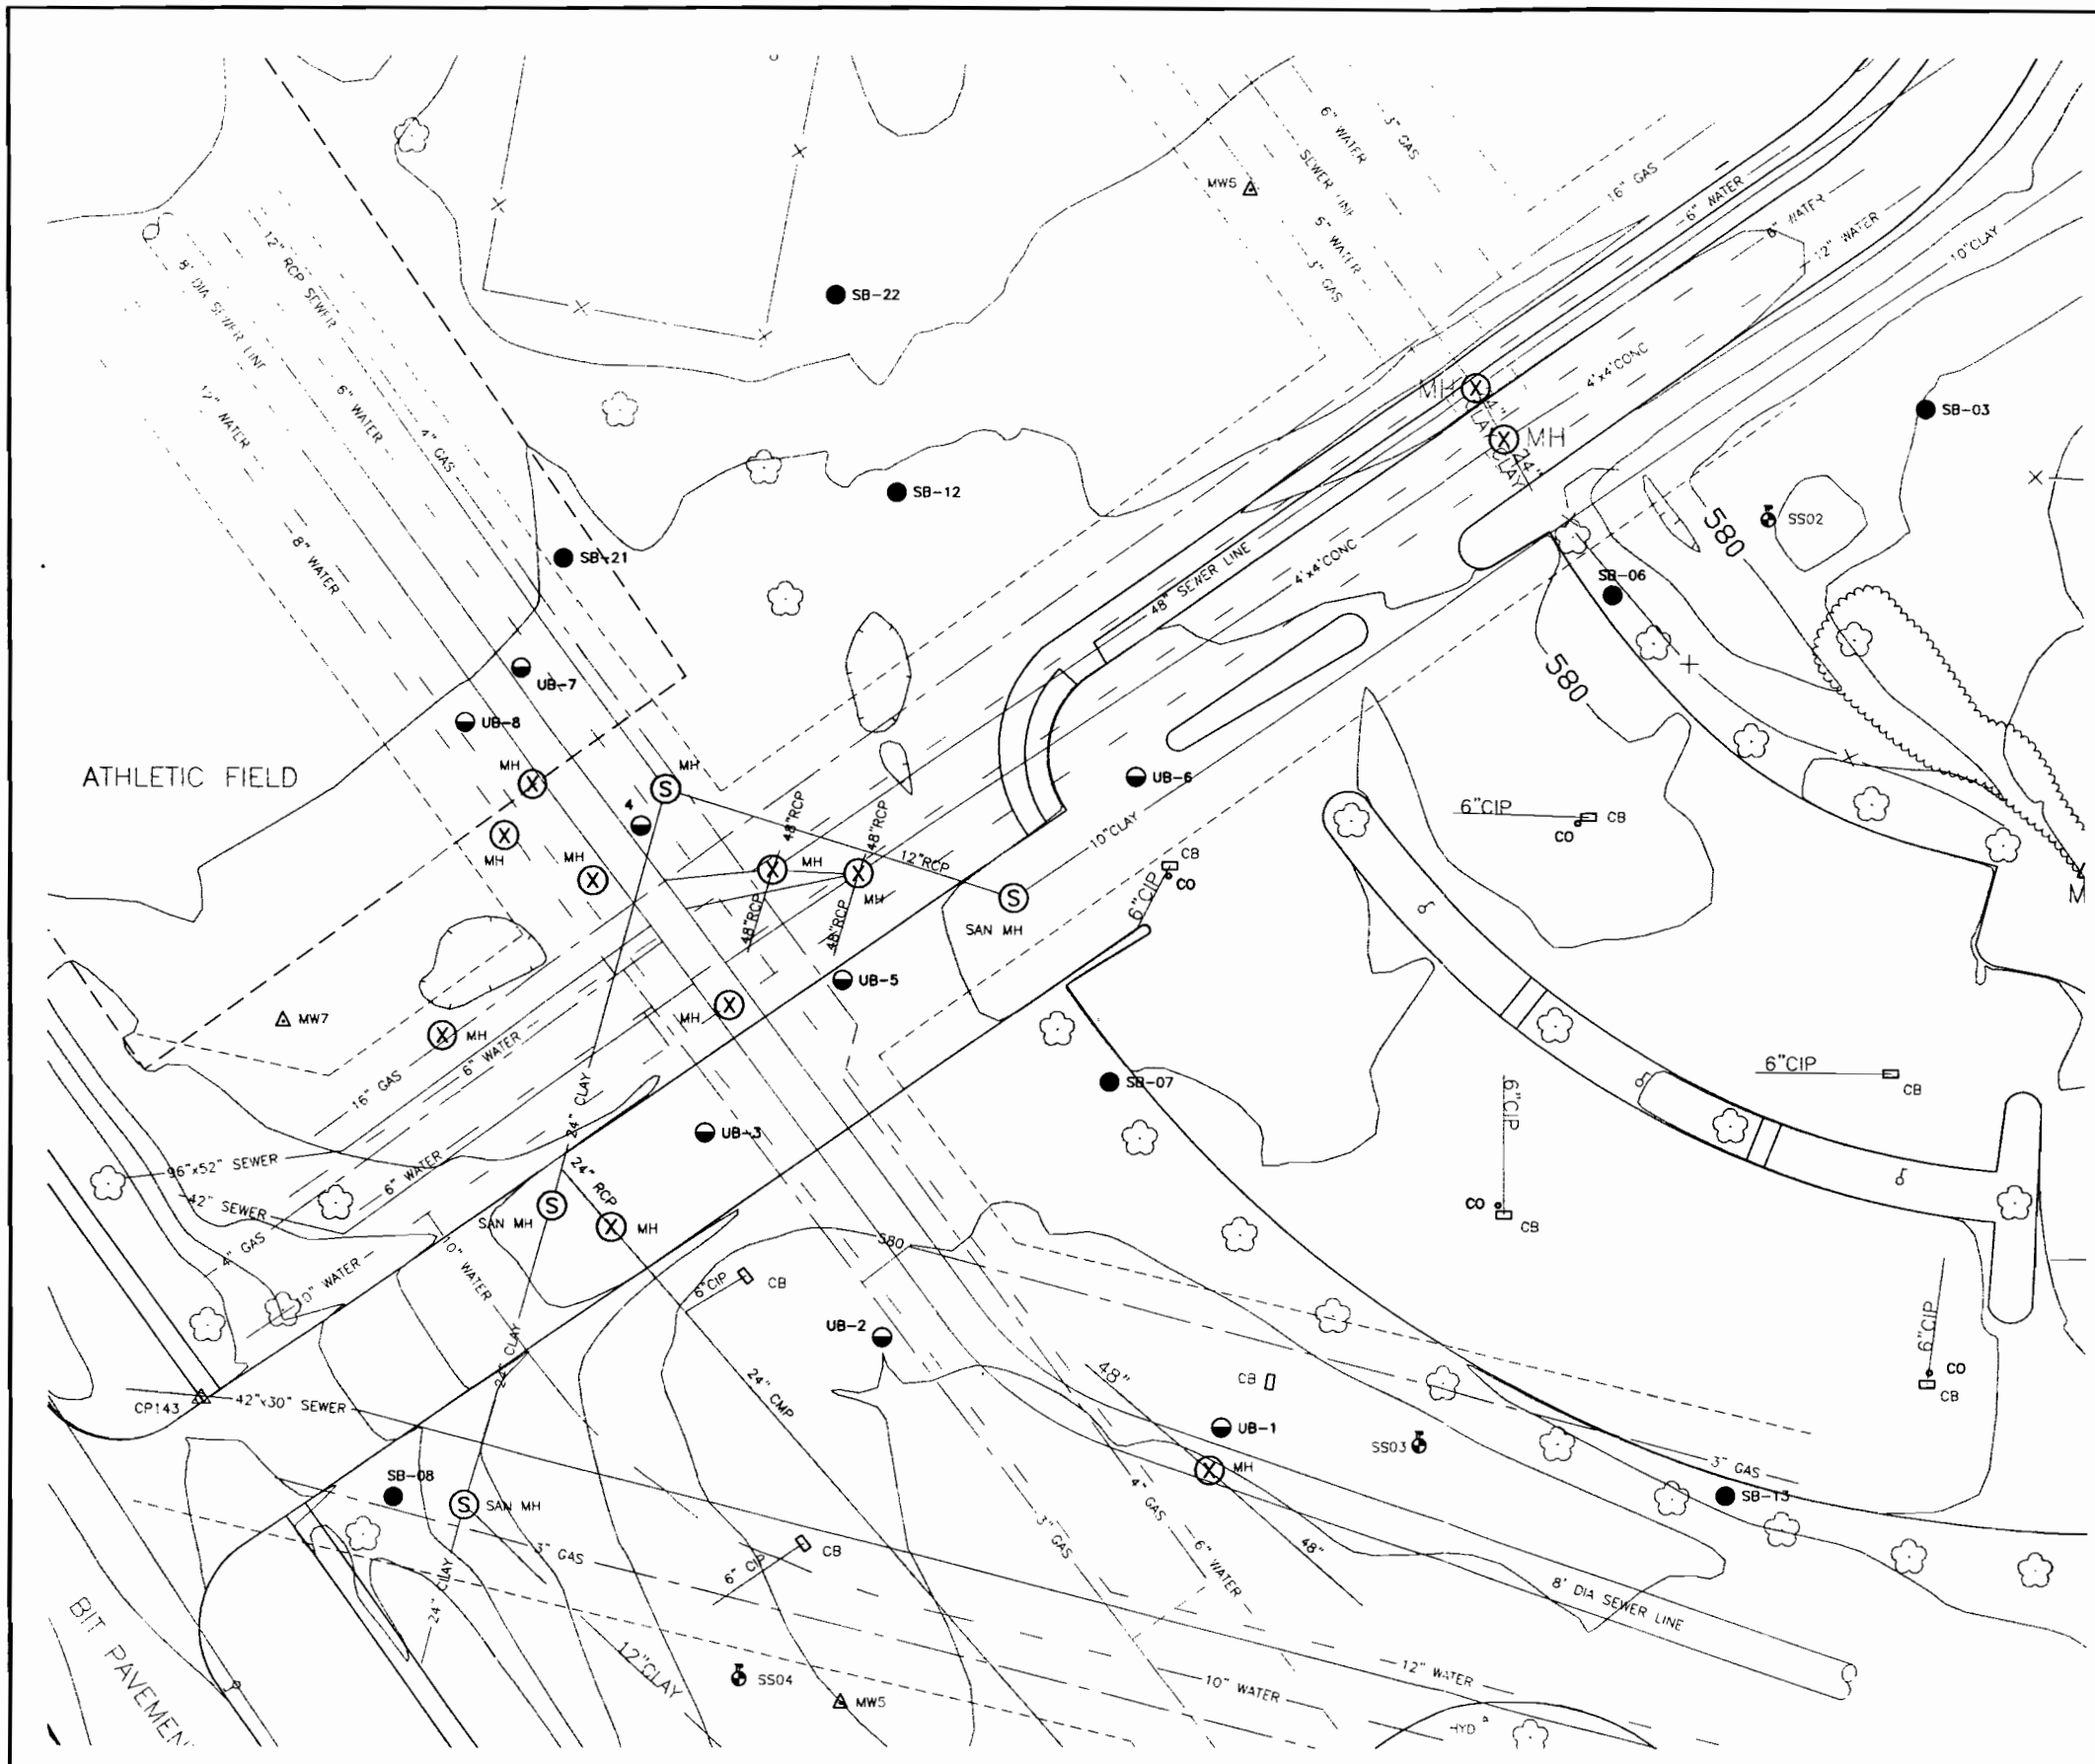 6" WATER
3" GAS
SEWER LINE
16" GAS
MW5
6" WATER
5" WATER
3" GAS
6" WATER
12" WATER
10"CLAY
12" RCP SEWER
8' DIA SEWER LINE
SB-22
6" WATER
12" WATER
4" GAS
4'x4'CONC
MH
24"
CLAY
MH
24"
CLAY
SB-03
SB-12
580
SS02
8" WATER
SB-21
48" SEWER LINE
4'x4'CONC
SB-06
UB-7
580
UB-8
ATHLETIC FIELD
MH
MH
UB-6
4
48"RCP
48"RCP
10"CLAY
6"CIP
CB
CO
MH
MH
MH
12"RCP
CB
CO
MH
6"CIP
48"RCP
48"RCP
SAN MH
M
UB-5
MW7
MH
MH
6" WATER
16" GAS
24" CLAY
6"CIP
CB
SB-07
6"CIP
UB-3
96"x52" SEWER
6" WATER
24" RCP
42" SEWER
SAN MH
MH
CO
CB
4" GAS
10" WATER
10" WATER
580
6"CIP
CB
UB-2
24" CLAY
6"CIP
CO
CB
48"
CB
24" CMP
CP143
42"x30" SEWER
UB-1
SS03
MH
3" GAS
SB-08
SB-13
SAN MH
4" GAS
3" GAS
6" WATER
48"
3" GAS
CB
6" CIP
24" CLAY
8' DIA SEWER LINE
BIT PAVEMEN
12"CLAY
SS04
MW5
10" WATER
12" WATER
HYD